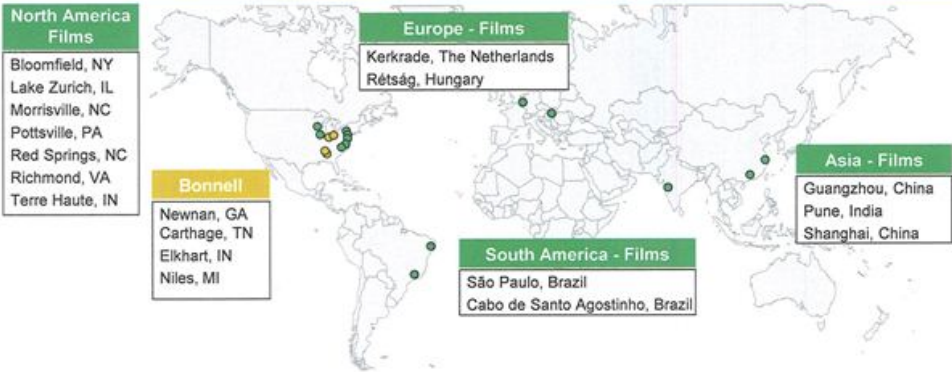 North America
Films
Bloomfield, NY
Lake Zurich, IL
Morrisville, NC
Pottsville, PA
Red Springs, NC
Richmond, VA
Terre Haute, IN
Bonnell
Newnan, GA
Carthage, TN
Elkhart, IN
Niles, MI
Europe - Films
Kerkrade, The Netherlands
Rétság, Hungary
South America - Films
São Paulo, Brazil
Cabo de Santo Agostinho, Brazil
Asia - Films
Guangzhou, China
Pune, India
Shanghai, China